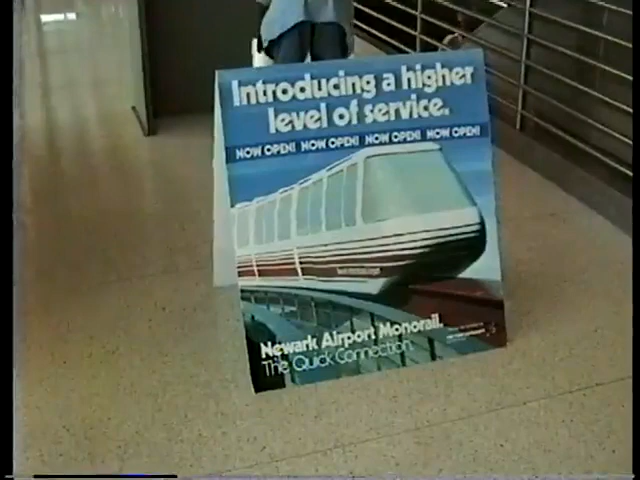 Introducing a higher
level of service.
NOW OPEN! NOW OPEN! NOW OPEN! NOW OPEN!
Newark Airport Monorail.
The Quick Connection.